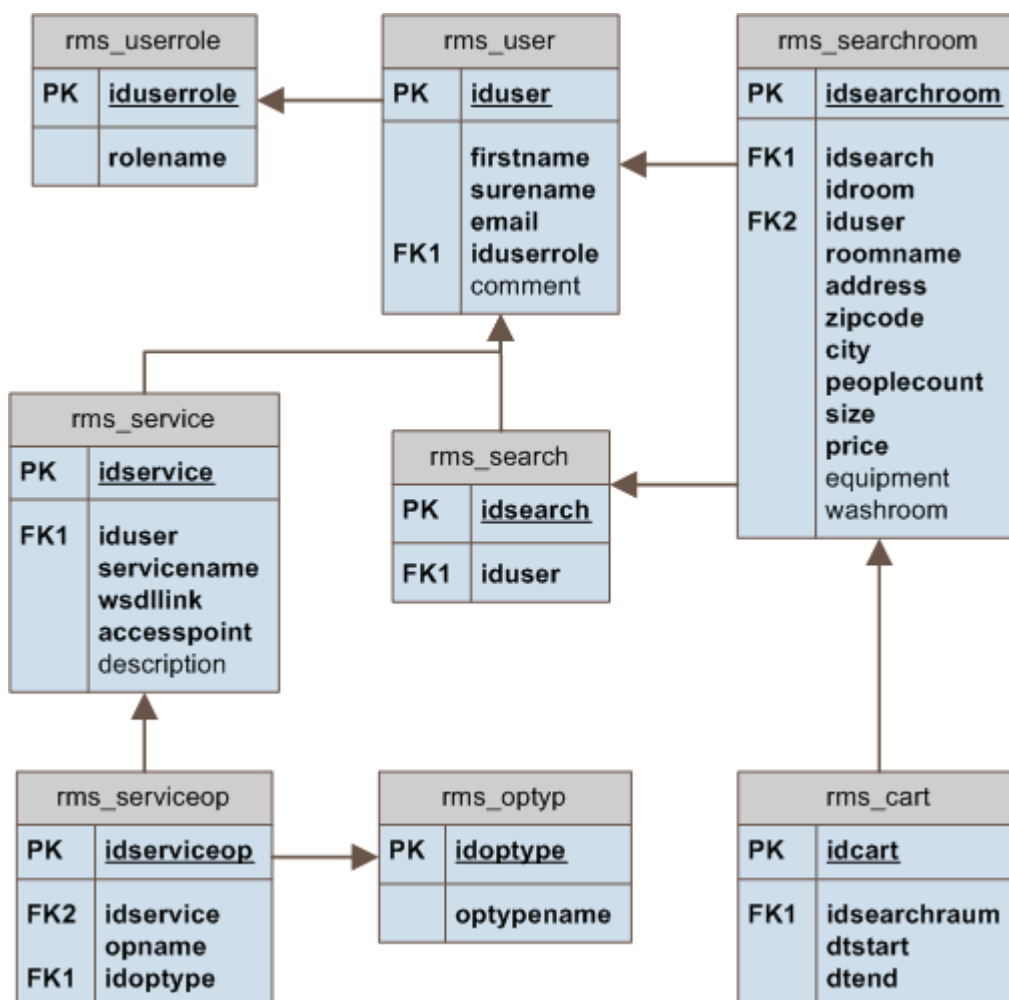 rms_userrole
PK iduserrole
rolename
rms_user
PK iduser
firstname
surename
email
FK1 iduserrole
comment
rms_searchroom
PK idsearchroom
FK1 idsearch
idroom
FK2 iduser
roomname
address
zipcode
city
peoplecount
size
price
equipment
washroom
rms_service
PK idservice
FK1 iduser
servicename
wsdllink
accesspoint
description
rms_search
PK idsearch
FK1 iduser
rms_serviceop
PK idserviceop
FK2 idservice
opname
FK1 idoptype
rms_optyp
PK idoptype
optypename
rms_cart
PK idcart
FK1 idsearchraum
dtstart
dtend